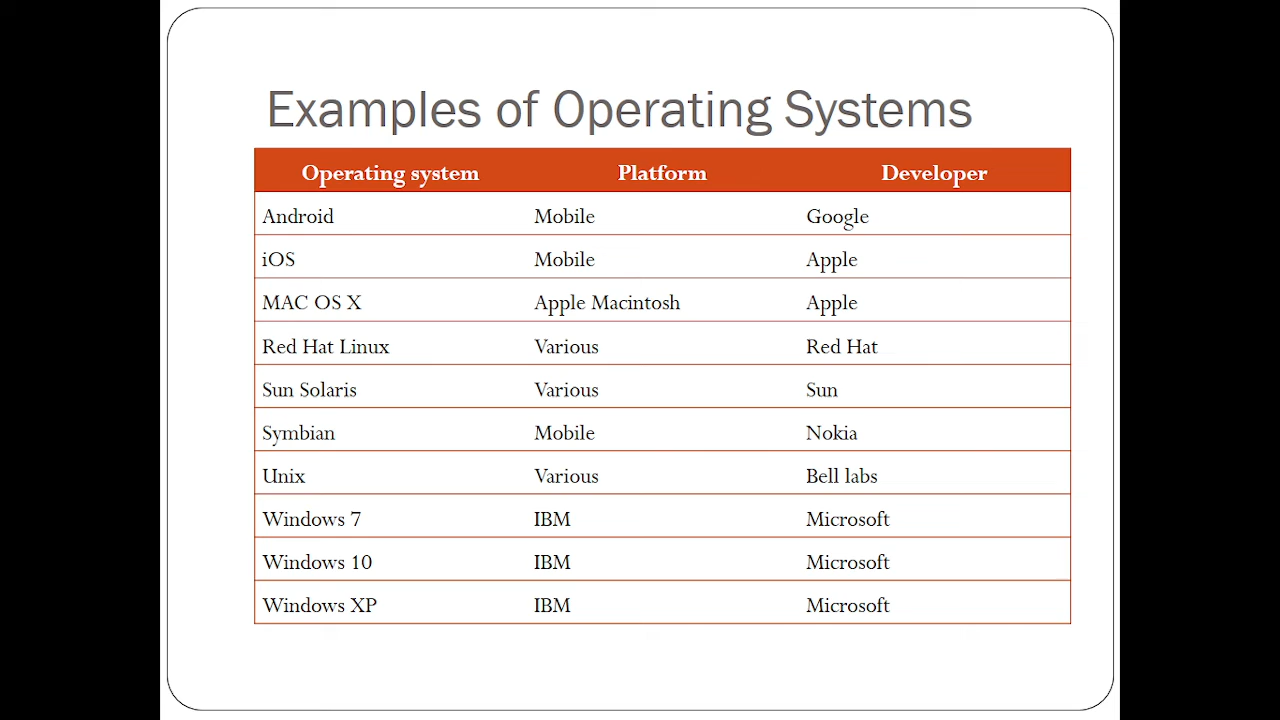 Examples of Operating Systems
Operating system Platform Developer
Android Mobile Google
iOS Mobile Apple
MAC OS X Apple Macintosh Apple
Red Hat Linux Various Red Hat
Sun Solaris Various Sun
Symbian Mobile Nokia
Unix Various Bell labs
Windows 7 IBM Microsoft
Windows 10 IBM Microsoft
Windows XP IBM Microsoft